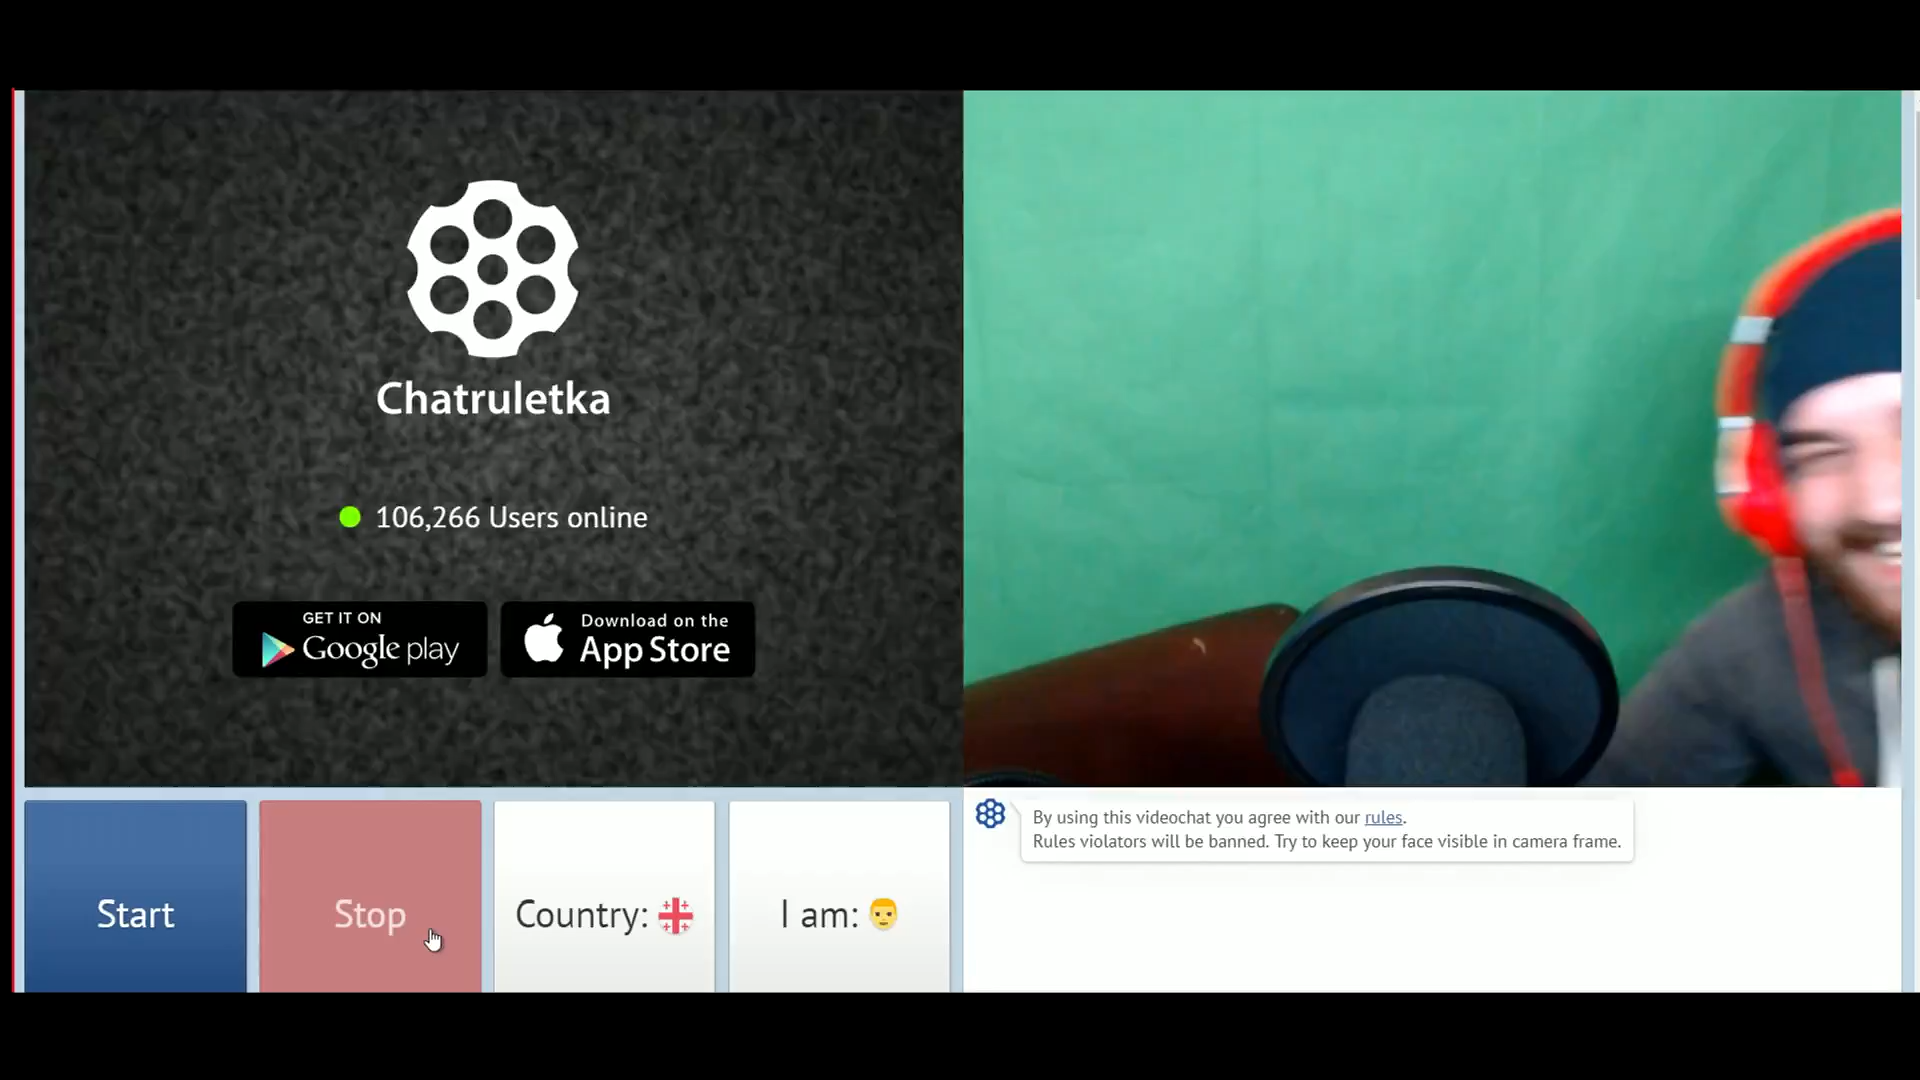 Chatruletka
106,266 Users online
GET IT ON
Google play
Download on the
App Store
Start
Stop
Country:
I am:
By using this videochat you agree with our rules.
Rules violators will be banned. Try to keep your face visible in camera frame.